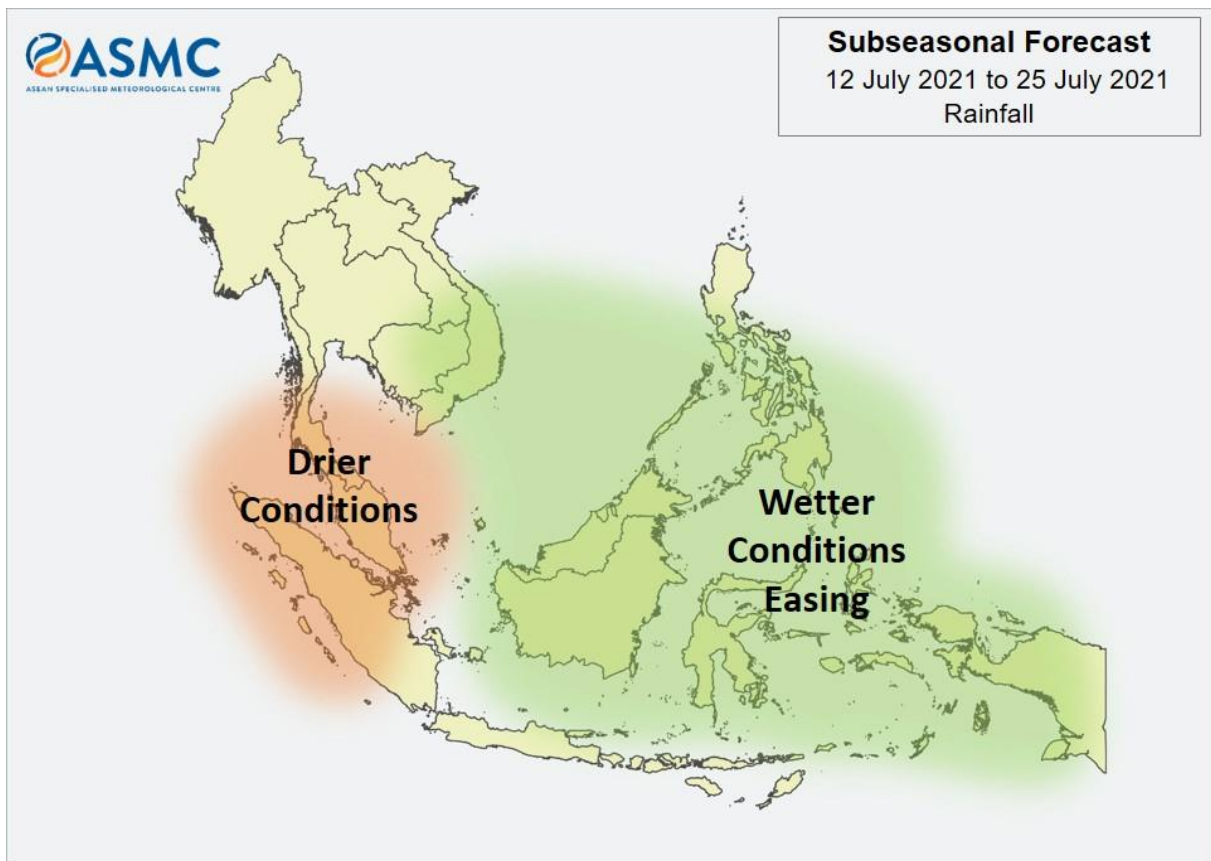 ASMC
ASEAN SPECIALISED METEOROLOGICAL CENTRE
Subseasonal Forecast
12 July 2021 to 25 July 2021
Rainfall
Drier
Conditions
Wetter
Conditions
Easing